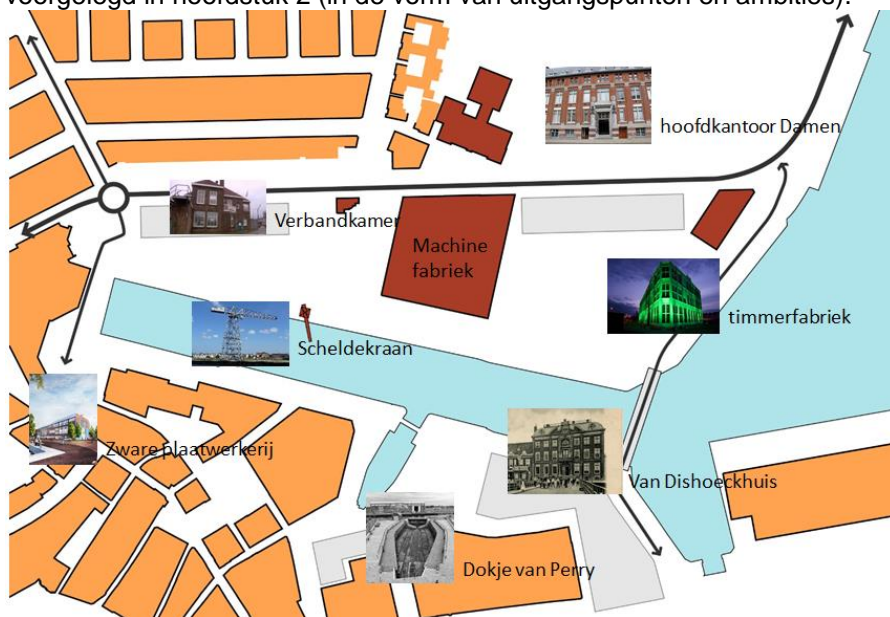 voorgelegd in hoofdstuk 2 (in de vorm van uitgangspunten en ambities).
hoofdkantoor Damen
Verbandkamer
Machine
fabriek
timmerfabriek
Scheldekraan
Zware plaatwerkerij
Van Dishoeckhuis
Dokje van Perry